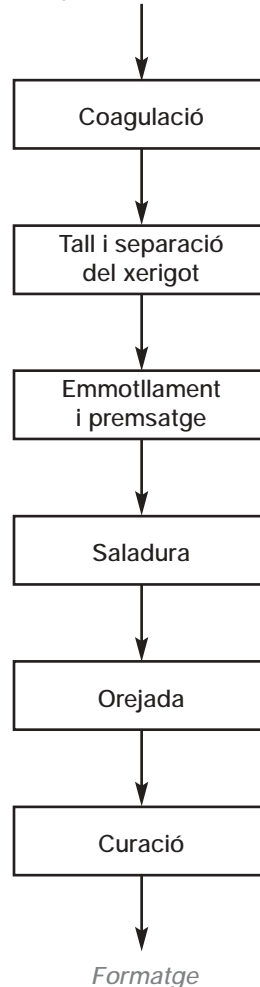 Coagulació
Tall i separació
del xerigot
Emmotllament
i premsatge
Saladura
Orejada
Curació
Formatge